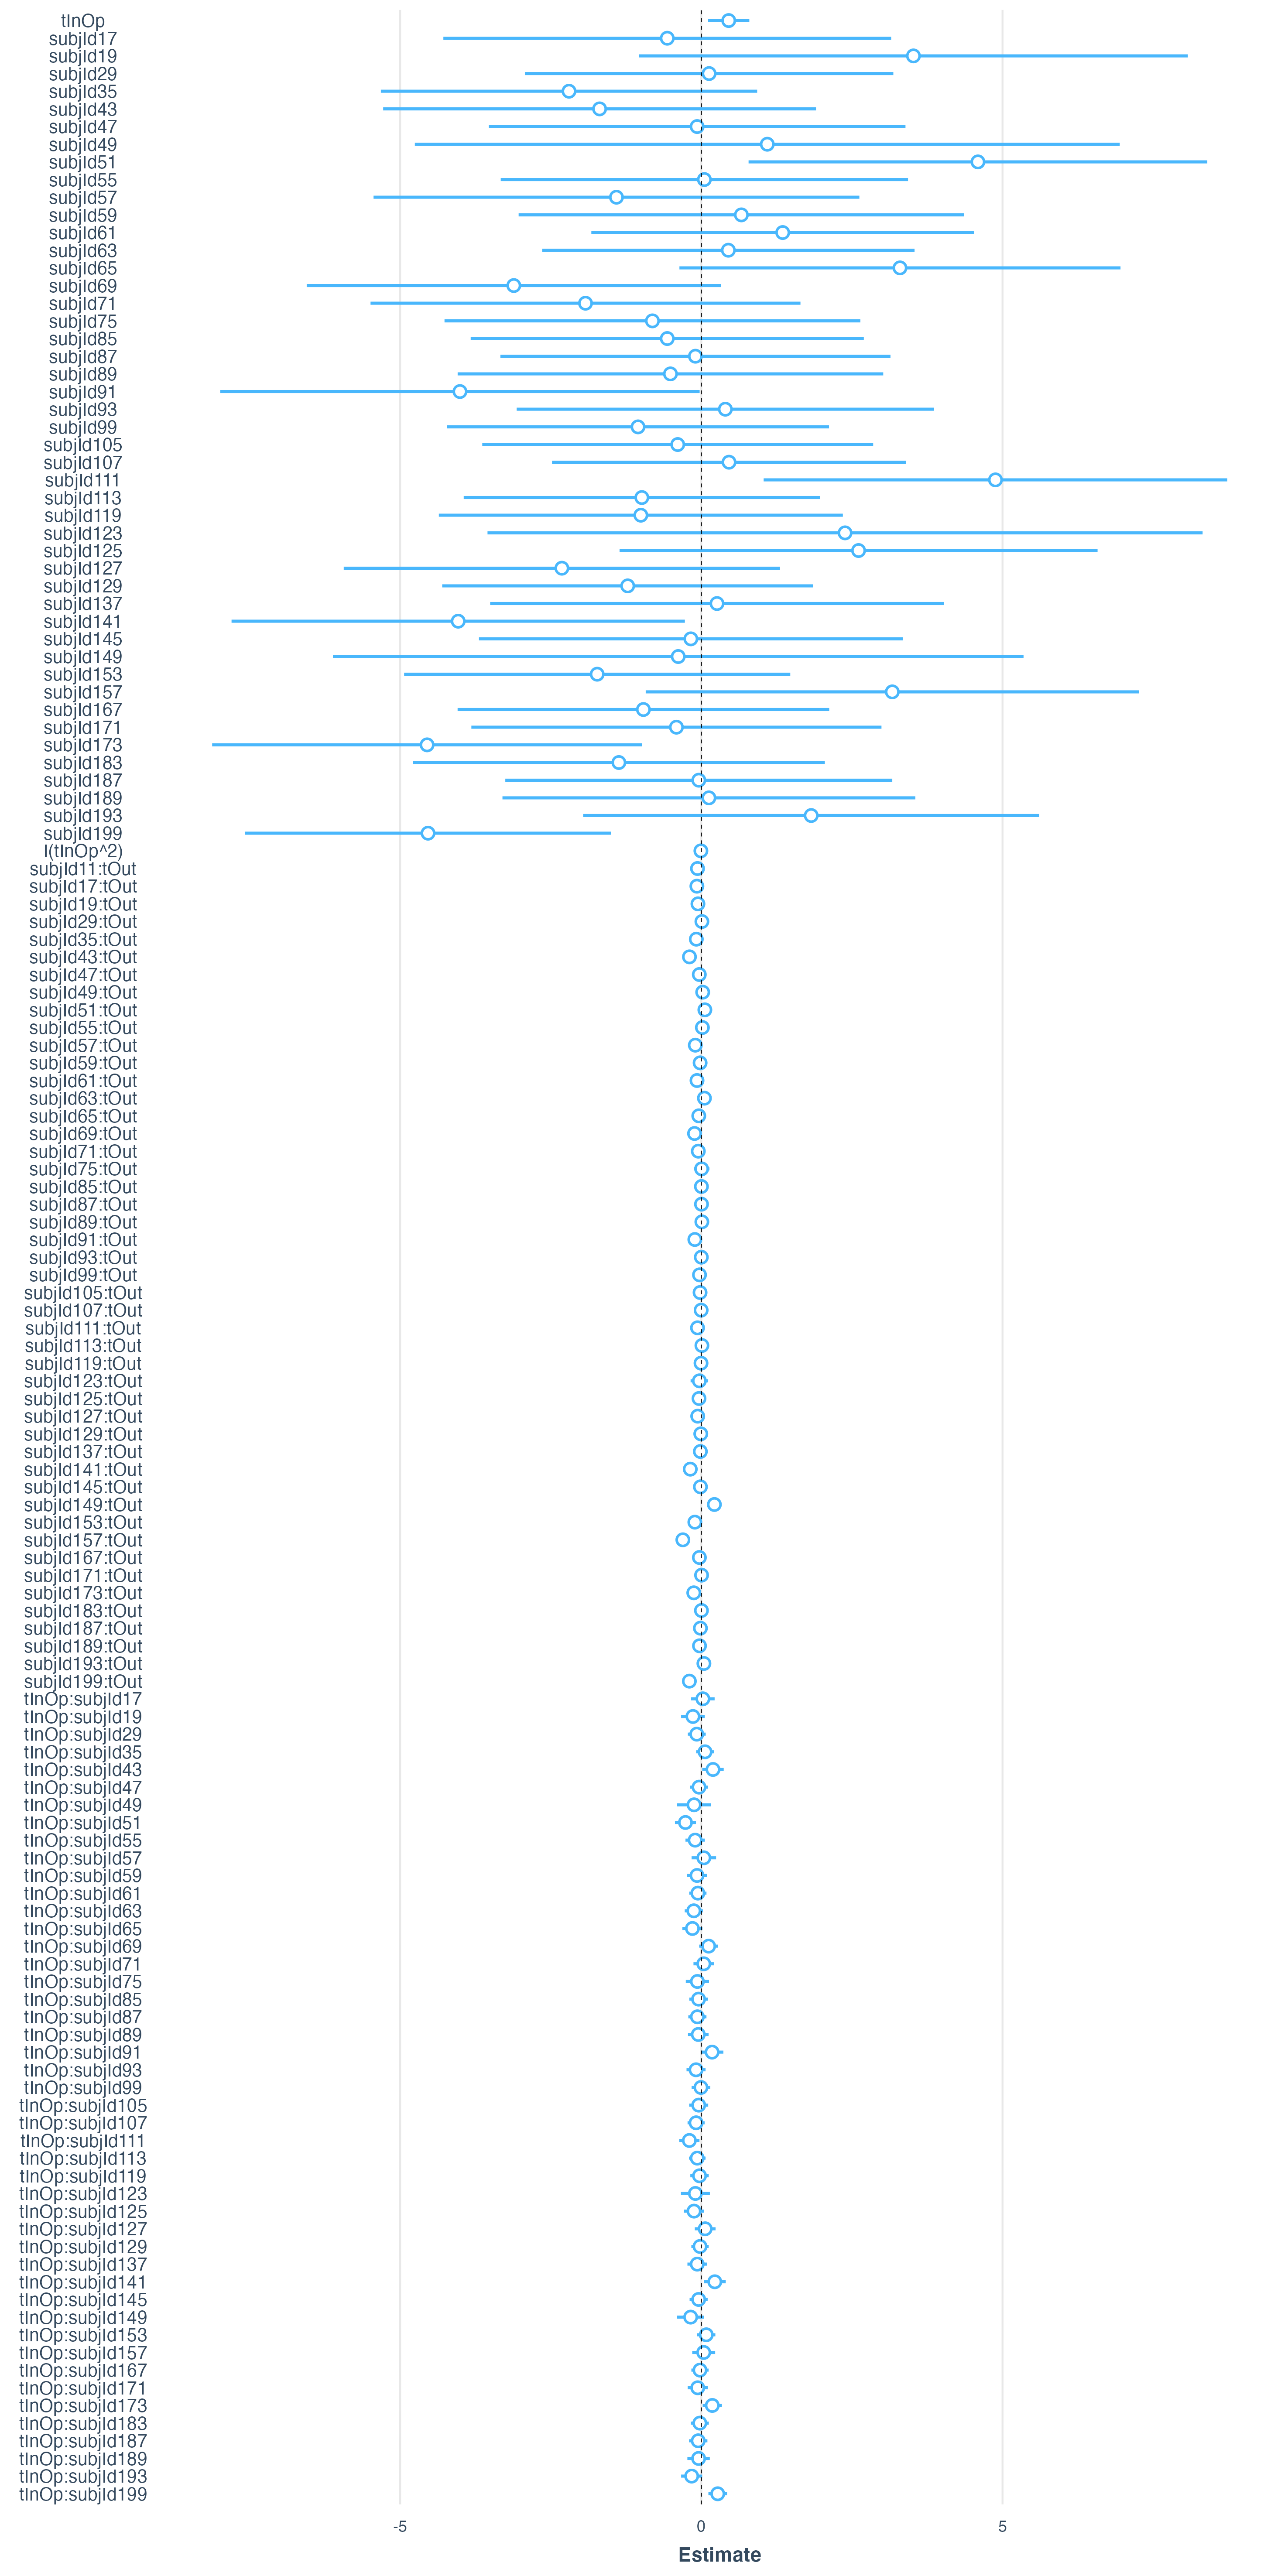 tInOp
subjId17
subjId19
subjId29
subjId35
subjId43
subjId47
subjId49
subjId51
subjId55
subjId57
subjId59
subjId61
subjId63
subjId65
subjId69
subjId71
subjId75
subjId85
subjId87
subjId89
subjId91
subjId93
subjId99
subjId105
subjId107
subjId111
subjId113
subjId119
subjId123
subjId125
subjId127
subjId129
subjId137
subjId141
subjId145
subjId149
subjId153
subjId157
subjId167
subjId171
subjId173
subjId183
subjId187
subjId189
subjId193
subjId199
I(tInOp^2)
subjId11:tOut
subjId17:tOut
subjId19:tOut
subjId29:tOut
subjId35:tOut
subjId43:tOut
subjId47:tOut
subjId49:tOut
subjId51:tOut
subjId55:tOut
subjId57:tOut
subjId59:tOut
subjId61:tOut
subjId63:tOut
subjId65:tOut
subjId69:tOut
subjId71:tOut
subjId75:tOut
subjId85:tOut
subjId87:tOut
subjId89:tOut
subjId91:tOut
subjId93:tOut
subjId99:tOut
subjId105:tOut
subjId107:tOut
subjId111:tOut
subjId113:tOut
subjId119:tOut
subjId123:tOut
subjId125:tOut
subjId127:tOut
subjId129:tOut
subjId137:tOut
subjId141:tOut
subjId145:tOut
subjId149:tOut
subjId153:tOut
subjId157:tOut
subjId167:tOut
subjId171:tOut
subjId173:tOut
subjId183:tOut
subjId187:tOut
subjId189:tOut
subjId193:tOut
subjId199:tOut
tInOp:subjId17
tInOp:subjId19
tInOp:subjId29
tInOp:subjId35
tInOp:subjId43
tInOp:subjId47
tInOp:subjId49
tInOp:subjId51
tInOp:subjId55
tInOp:subjId57
tInOp:subjId59
tInOp:subjId61
tInOp:subjId63
tInOp:subjId65
tInOp:subjId69
tInOp:subjId71
tInOp:subjId75
tInOp:subjId85
tInOp:subjId87
tInOp:subjId89
tInOp:subjId91
tInOp:subjId93
tInOp:subjId99
tInOp:subjId105
tInOp:subjId107
tInOp:subjId111
tInOp:subjId113
tInOp:subjId119
tInOp:subjId123
tInOp:subjId125
tInOp:subjId127
tInOp:subjId129
tInOp:subjId137
tInOp:subjId141
tInOp:subjId145
tInOp:subjId149
tInOp:subjId153
tInOp:subjId157
tInOp:subjId167
tInOp:subjId171
tInOp:subjId173
tInOp:subjId183
tInOp:subjId187
tInOp:subjId189
tInOp:subjId193
tInOp:subjId199
-5 0 5
Estimate